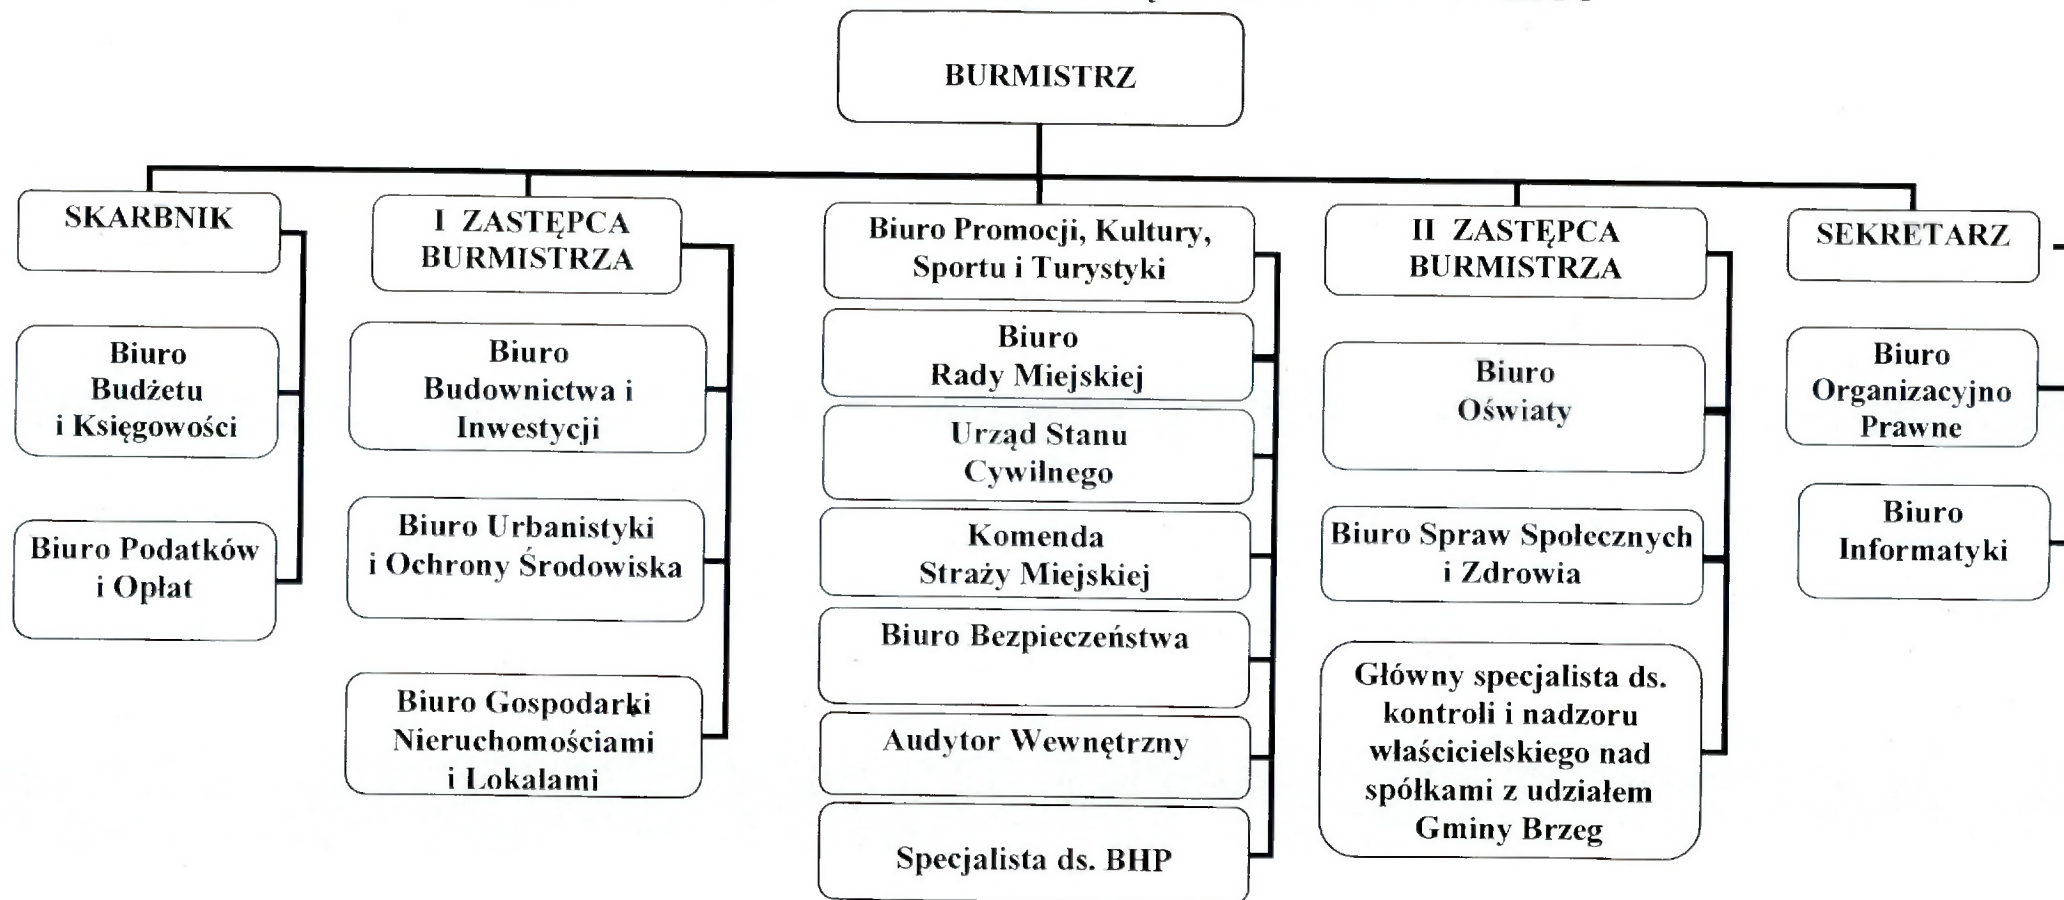 BURMISTRZ
SKARBNIK
Biuro
Budżetu
i Księgowości
Biuro Podatków
i Opłat
I ZASTĘPCA
BURMISTRZA
Biuro
Budownictwa i
Inwestycji
Biuro Urbanistyki
i Ochrony Środowiska
Biuro Gospodarki
Nieruchomościami
i Lokalami
Biuro Promocji, Kultury,
Sportu i Turystyki
Biuro
Rady Miejskiej
Urząd Stanu
Cywilnego
Komenda
Straży Miejskiej
Biuro Bezpieczeństwa
Audytor Wewnętrzny
Specjalista ds. BHP
II ZASTĘPCA
BURMISTRZA
Biuro
Oświaty
Biuro Spraw Społecznych
i Zdrowia
Główny specjalista ds.
kontroli i nadzoru
właścicielskiego nad
spółkami z udziałem
Gminy Brzeg
SEKRETARZ
Biuro
Organizacyjno
Prawne
Biuro
Informatyki